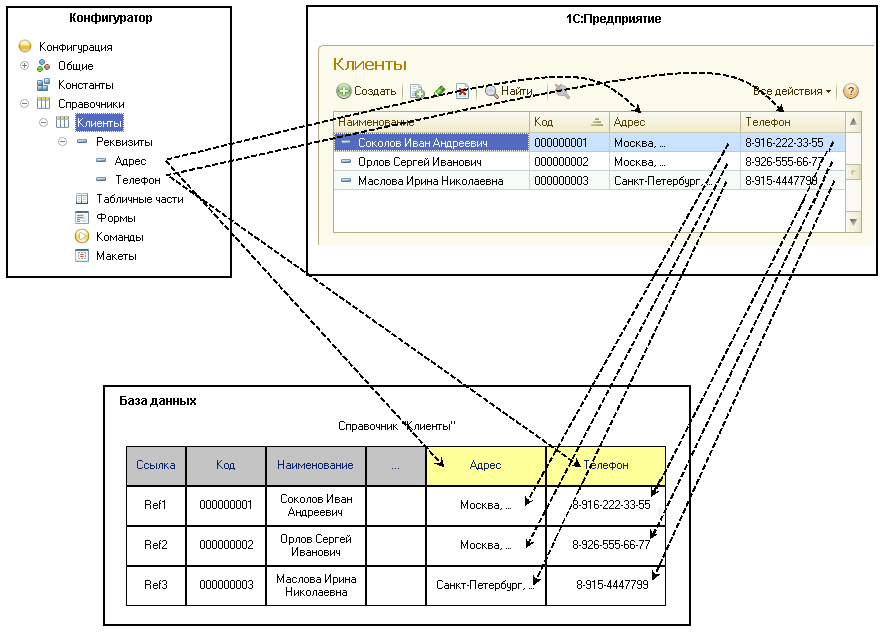 Конфигуратор
Конфигурация
Общие
Константы
Справочники
Клиенты
Реквизиты
Адрес
Телефон
Табличные части
Формы
Команды
Макеты
1С:Предприятие
Клиенты
Создать Найти Все действия
Наименование Код Адрес Телефон
Соколов Иван Андреевич 000000001 Москва, ... 8-916-222-33-55
Орлов Сергей Иванович 000000002 Москва, ... 8-926-555-66-77
Маслова Ирина Николаевна 000000003 Санкт-Петербург, ... 8-915-4447799
База данных
Справочник "Клиенты"
Ссылка Код Наименование ... Адрес Телефон
Ref1 000000001 Соколов Иван Андреевич Москва, ... 8-916-222-33-55
Ref2 000000002 Орлов Сергей Иванович Москва, ... 8-926-555-66-77
Ref3 000000003 Маслова Ирина Николаевна Санкт-Петербург, ... 8-915-4447799